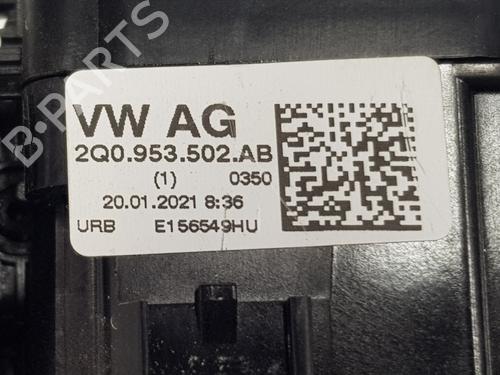 B-PARTS
VW AG
2Q0.953.502.AB
(1) 0350
20.01.2021 8:36
URB E156549HU